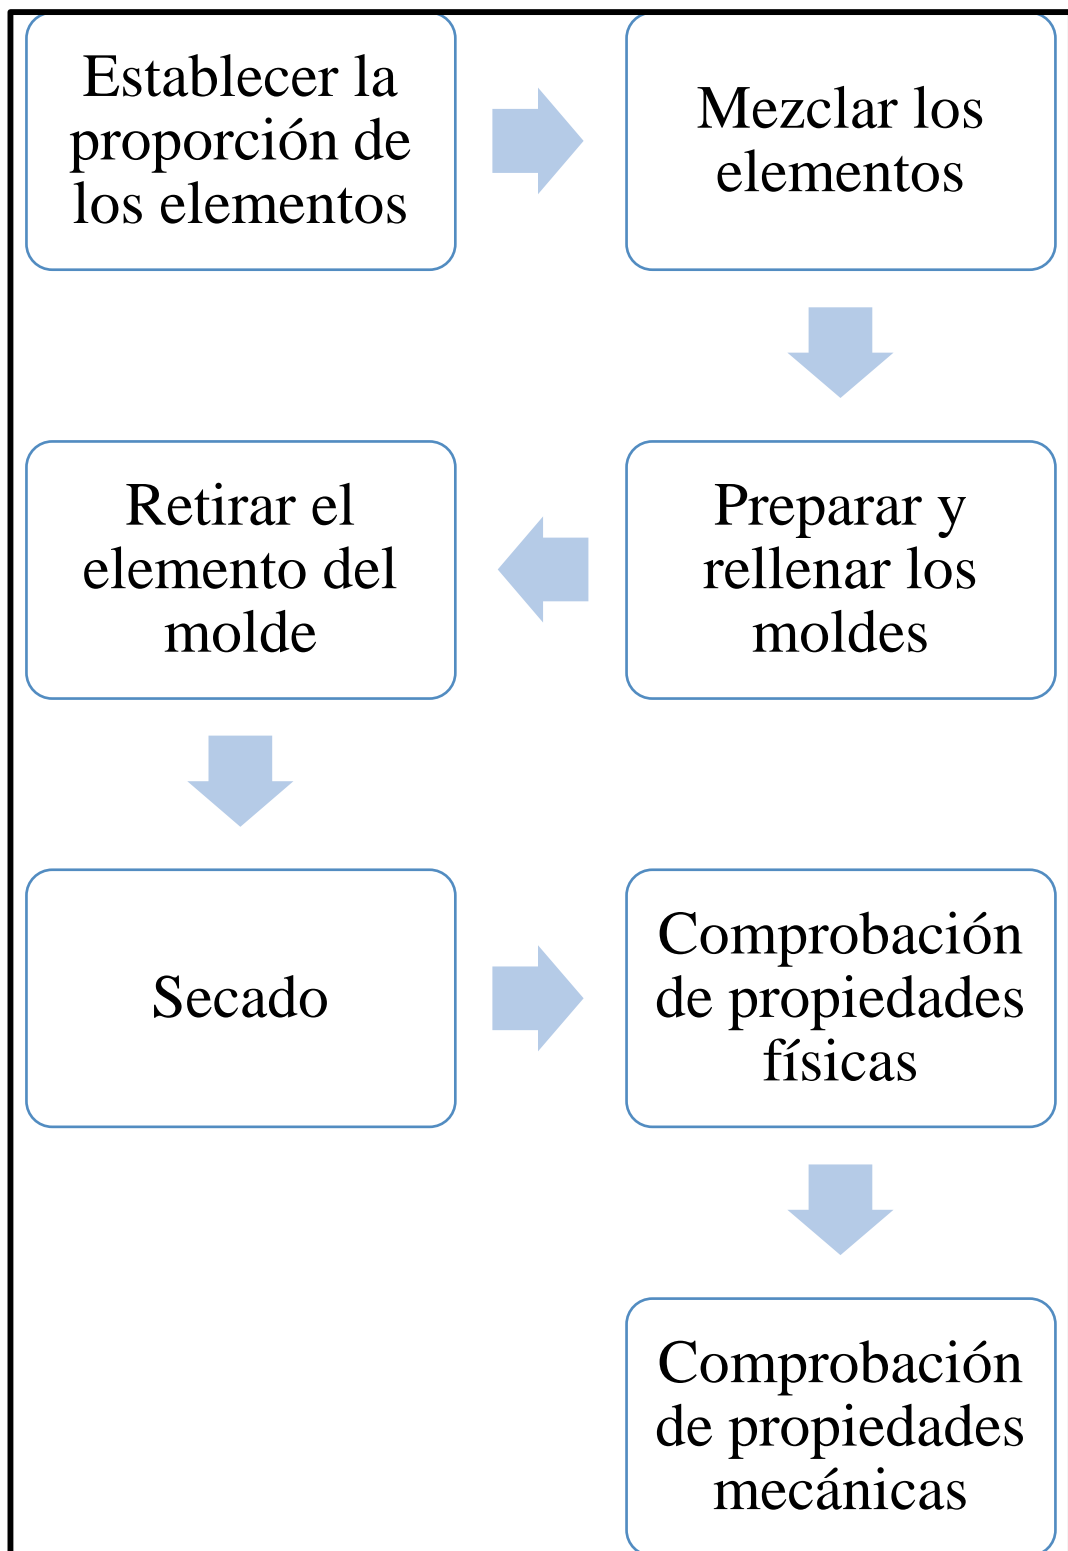 Establecer la
proporción de
los elementos
Mezclar los
elementos
Preparar y
rellenar los
moldes
Retirar el
elemento del
molde
Secado
Comprobación
de propiedades
físicas
Comprobación
de propiedades
mecánicas